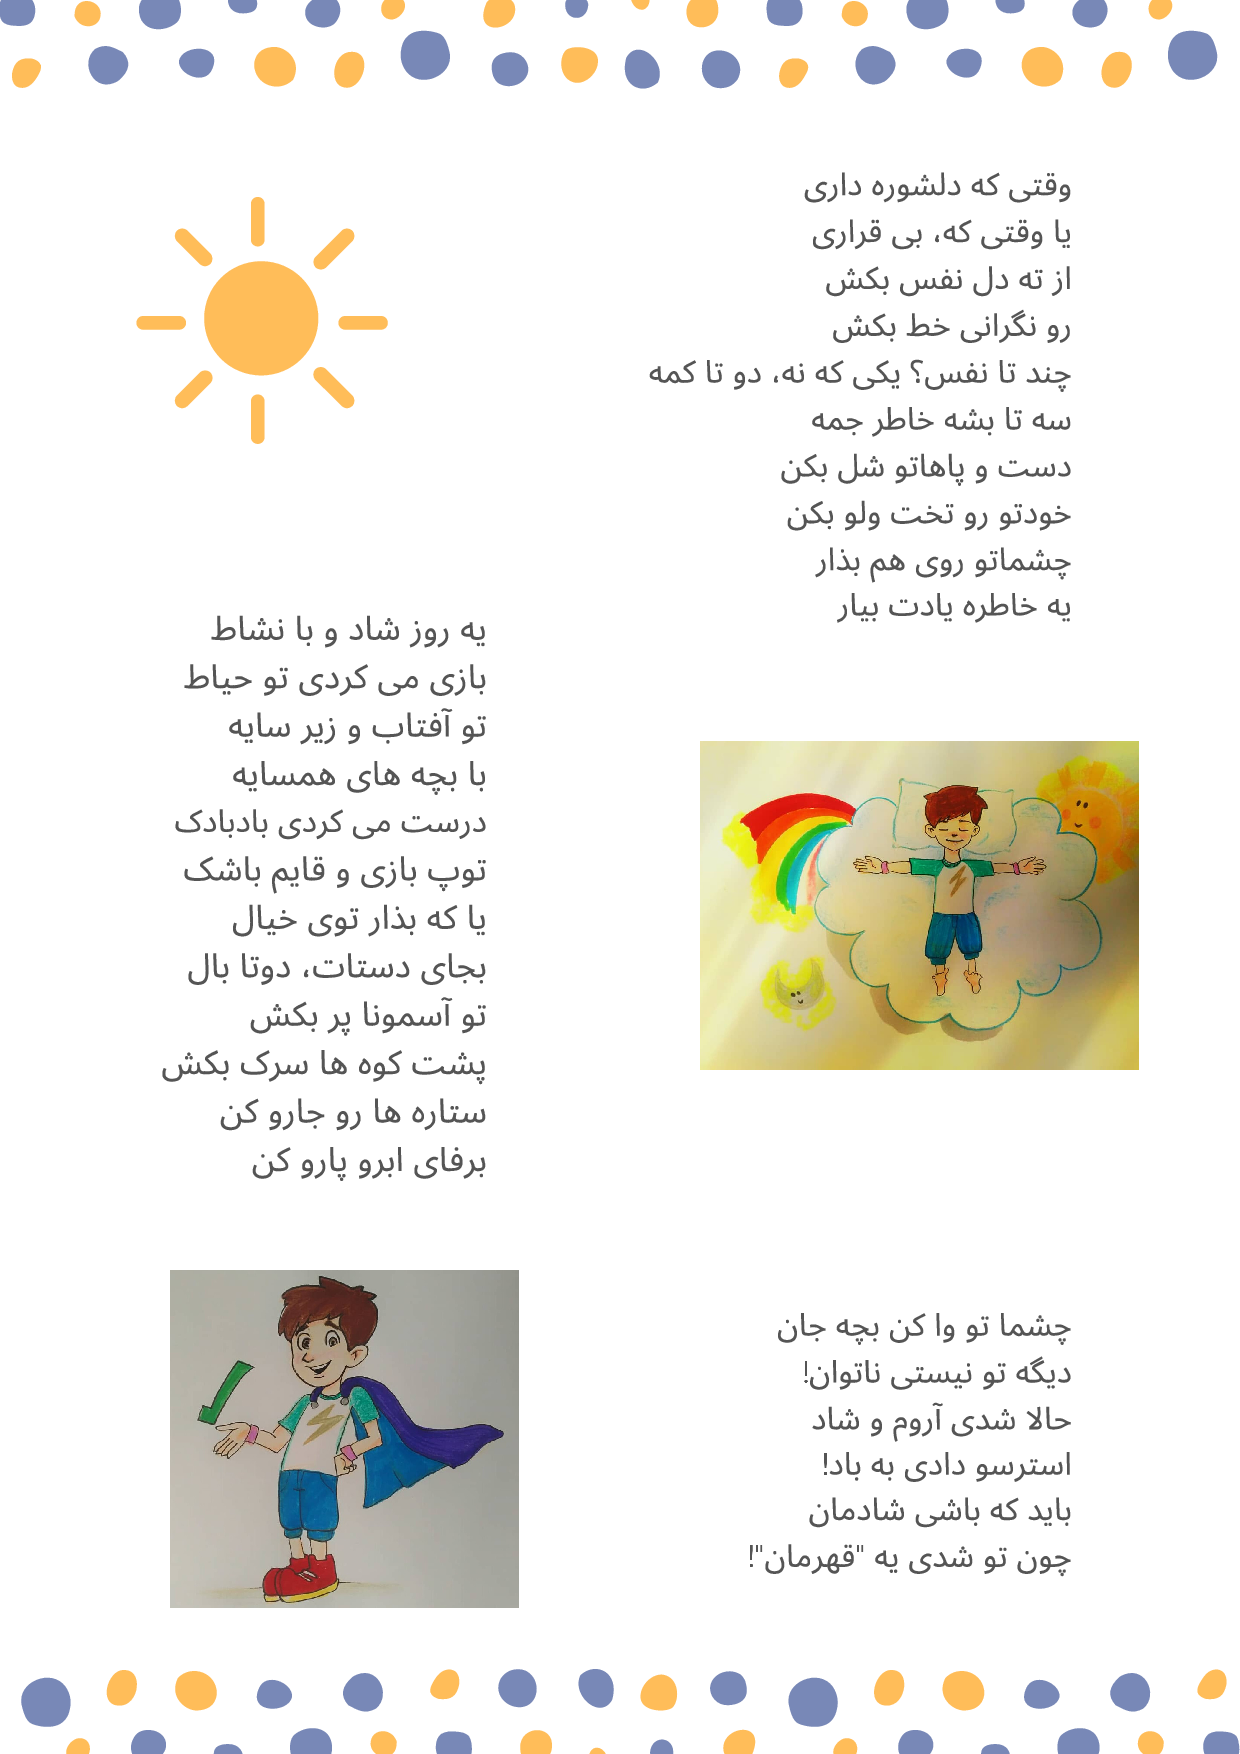 وقتی که دلشوره داری
یا وقتی که، بی قراری
از ته دل نفس بکش
رو نگرانی خط بکش
چند تا نفس؟ یکی که نه، دو تا کمه
سه تا بشه خاطر جمه
دست و پاهاتو شل بکن
خودتو رو تخت ولو بکن
چشماتو روی هم بذار
یه خاطره یادت بیار
یه روز شاد و با نشاط
بازی می کردی تو حیاط
تو آفتاب و زیر سایه
با بچه های همسایه
درست می کردی بادبادک
توپ بازی و قایم باشک
یا که بذار توی خیال
بجای دستات، دوتا بال
تو آسمونا پر بکش
پشت کوه ها سرک بکش
ستاره ها رو جارو کن
برفای ابرو پارو کن
چشما تو وا کن بچه جان
دیگه تو نیستی ناتوان!
حالا شدی آروم و شاد
استرسو دادی به باد!
باید که باشی شادمان
چون تو شدی یه "قهرمان"!